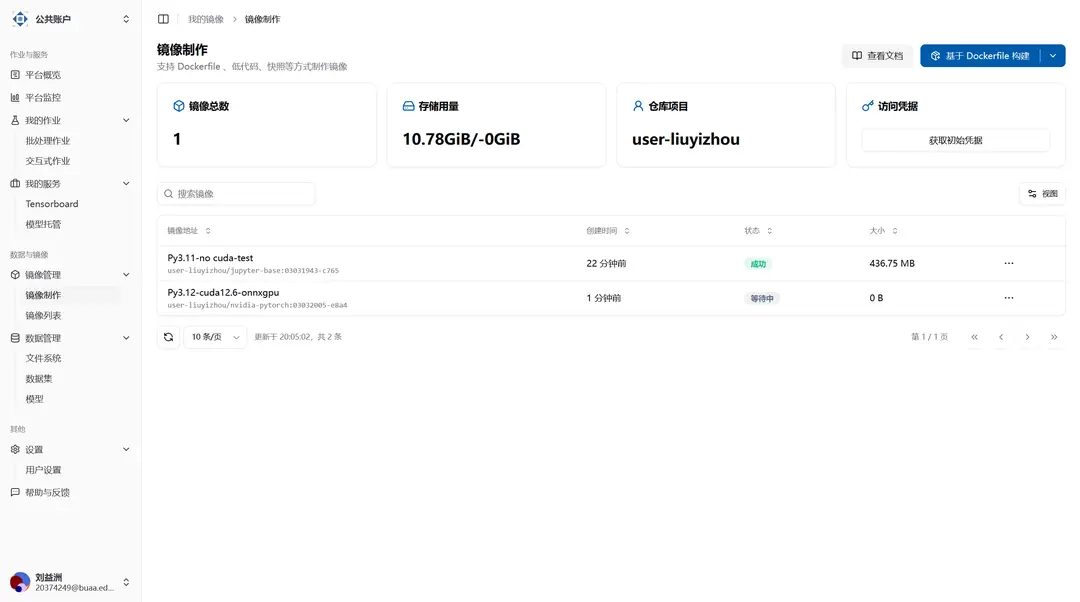 公共账户
我的镜像 > 镜像制作
作业与服务
平台概览
平台监控
我的作业
批处理作业
交互式作业
我的服务
Tensorboard
模型托管
数据与镜像
镜像管理
镜像制作
镜像列表
数据管理
文件系统
数据集
模型
其他
设置
用户设置
帮助与反馈
刘益洲
20374249@buaa.ed...
镜像制作
支持 Dockerfile 、低代码、快照等方式制作镜像
查看文档
基于 Dockerfile 构建
镜像总数
1
存储用量
10.78GiB/-0GiB
仓库项目
user-liuyizhou
访问凭据
获取初始凭据
搜索镜像
视图
镜像地址 创建时间 状态 大小
Py3.11-no cuda-test
user-liuyizhou/jupyter-base:03031943-c765
22 分钟前 成功 436.75 MB ...
Py3.12-cuda12.6-onnxgpu
user-liuyizhou/nvidia-pytorch:03032005-e8a4
1 分钟前 等待中 0 B ...
10 条/页 更新于 20:05:02，共 2 条 第 1 / 1 页 « ‹ › »